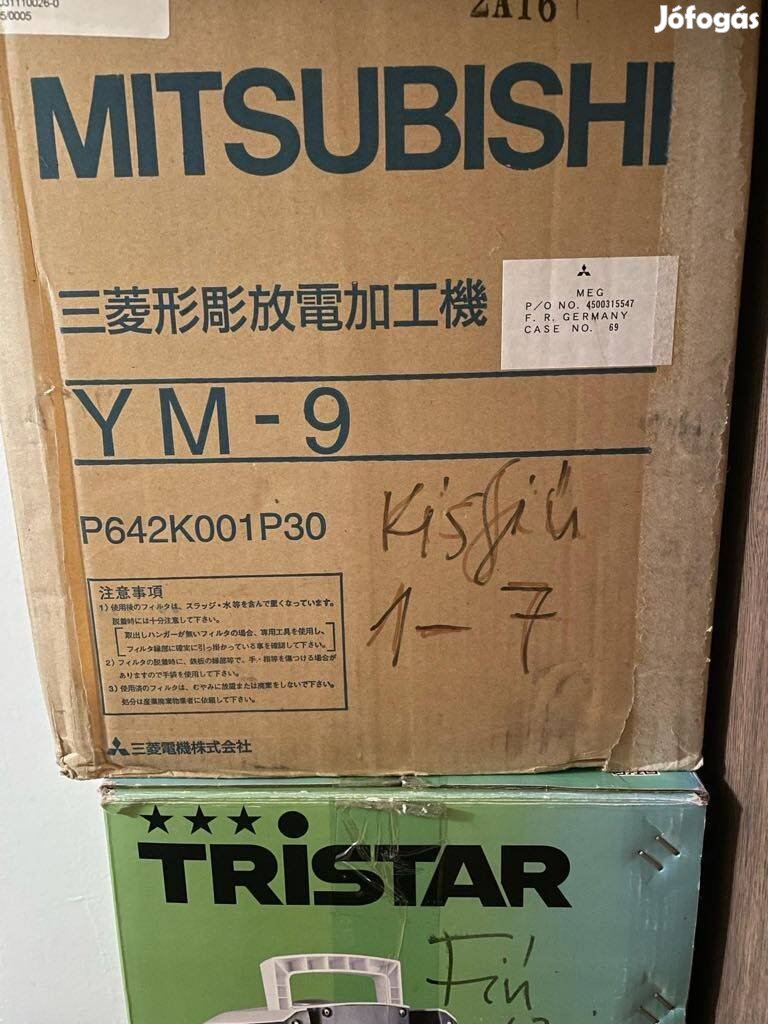 Jófogás
031110026-0
5/0005
2A16
MITSUBISHI
三菱形彫放電加工機
MEG
P/O NO. 4500315547
F. R. GERMANY
CASE NO. 69
YM-9
P642K001P30
Kisfiú
1-7
注意事項
1) 使用後のフィルタは、スラッジ・水等を含んで重くなっています。
脱着時には十分注意して下さい。
取出しハンガーが無いフィルタの場合、専用工具を使用し、
フィルタ縁部に確実に引っ掛かっている事を確認して下さい。
2) フィルタの脱着時に、鉄板の縁部等で、手・指等を傷つける場合が
ありますので手袋を使用して下さい。
3) 使用済のフィルタは、むやみに放置または廃棄をしないで下さい。
処分は産業廃棄物業者に依頼して下さい。
三菱電機株式会社
TRISTAR
Fiú